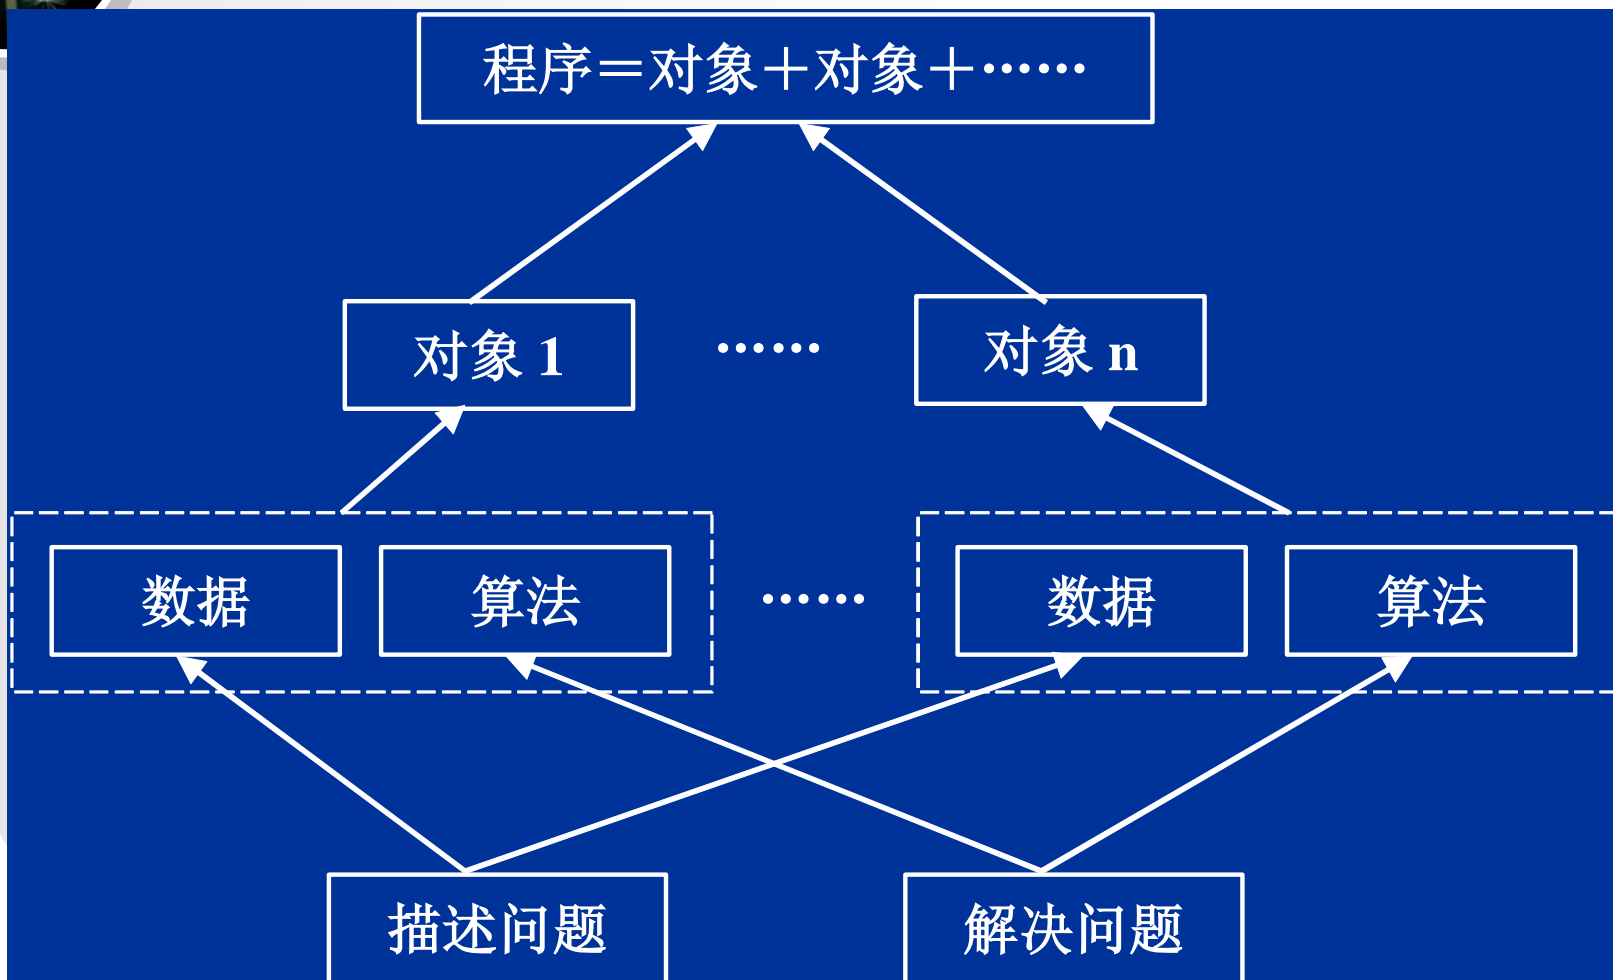 程序＝对象＋对象＋……
对象 1 …… 对象 n
数据 算法 …… 数据 算法
描述问题 解决问题